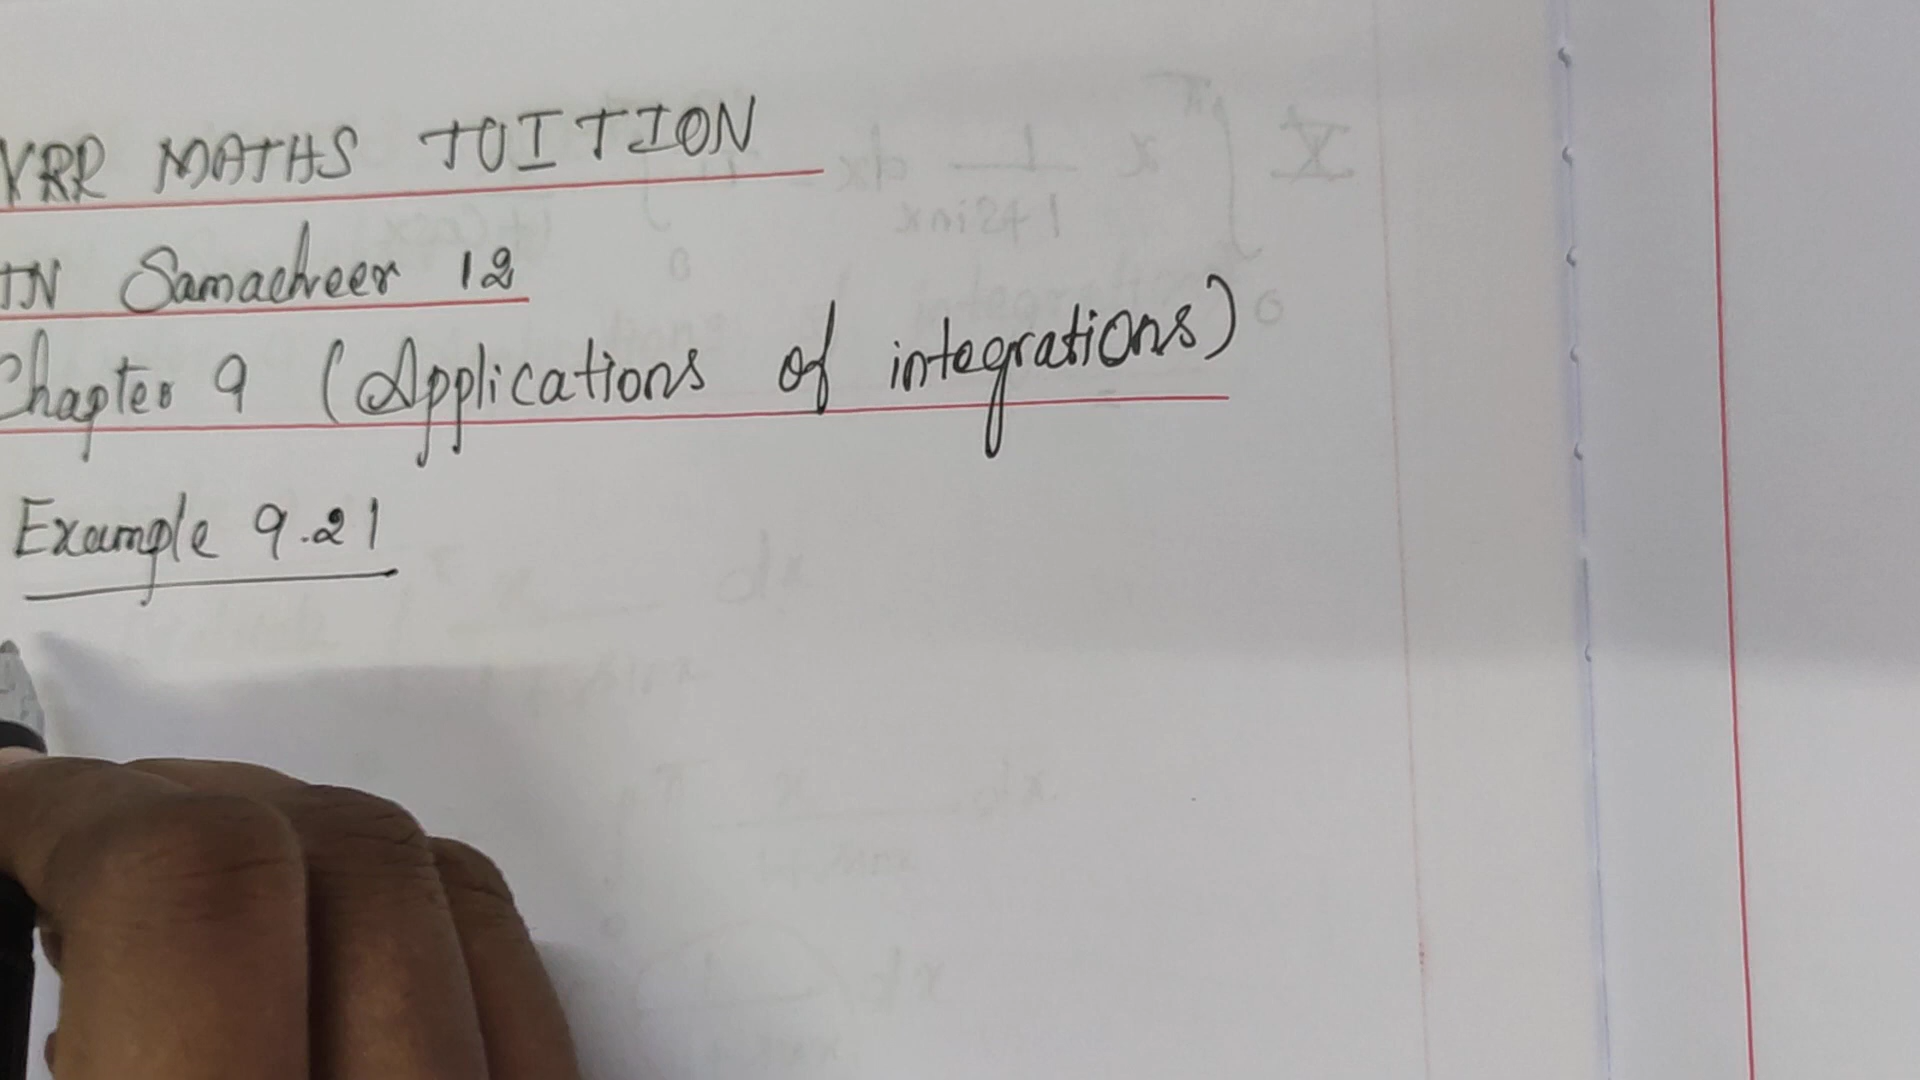 VRR MATHS TUITION
TN Samacheer 12
Chapter 9 (Applications of integrations)
Example 9.21